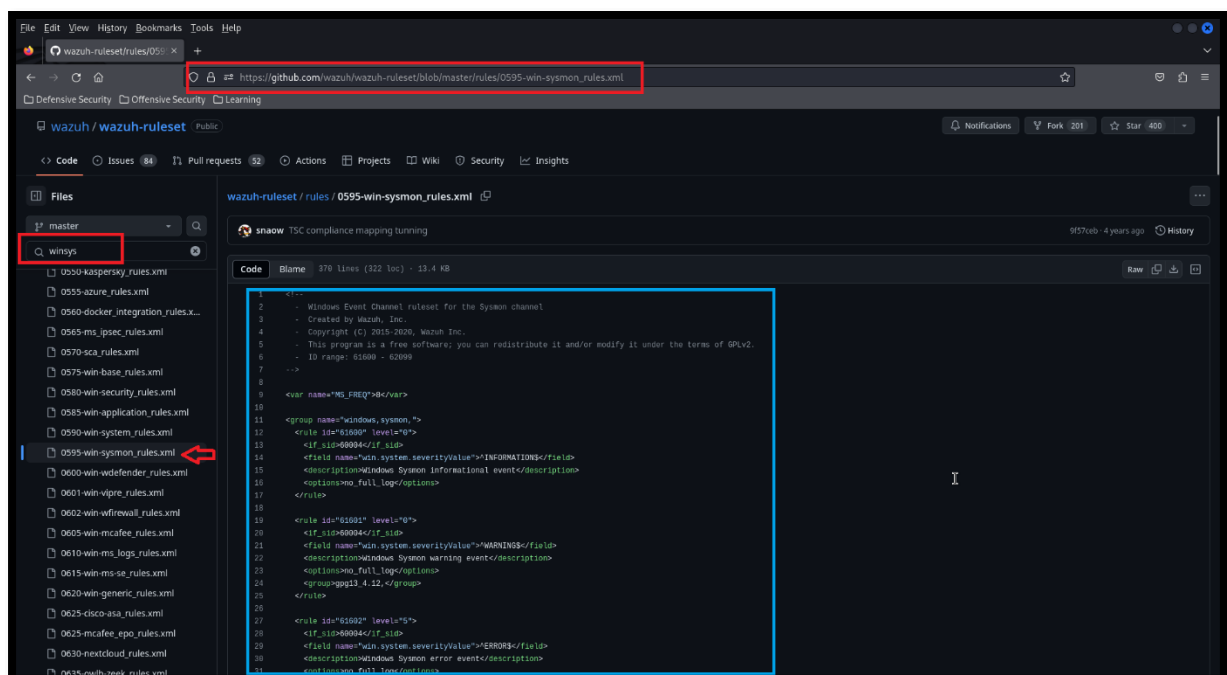 File Edit View History Bookmarks Tools Help
wazuh-ruleset/rules/059
https://github.com/wazuh/wazuh-ruleset/blob/master/rules/0595-win-sysmon_rules.xml
Defensive Security Offensive Security Learning
wazuh / wazuh-ruleset Public
Notifications Fork 201 Star 400
Code Issues 84 Pull requests 52 Actions Projects Wiki Security Insights
Files
wazuh-ruleset / rules / 0595-win-sysmon_rules.xml
master
snaow TSC compliance mapping tunning
9f57ceb · 4 years ago History
winsys
Code Blame 370 lines (322 loc) · 13.4 KB
Raw
0550-kaspersky_rules.xml
0555-azure_rules.xml
0560-docker_integration_rules.x...
0565-ms_ipsec_rules.xml
0570-sca_rules.xml
0575-win-base_rules.xml
0580-win-security_rules.xml
0585-win-application_rules.xml
0590-win-system_rules.xml
0595-win-sysmon_rules.xml
0600-win-wdefender_rules.xml
0601-win-vipre_rules.xml
0602-win-wfirewall_rules.xml
0605-win-mcafee_rules.xml
0610-win-ms_logs_rules.xml
0615-win-ms-se_rules.xml
0620-win-generic_rules.xml
0625-cisco-asa_rules.xml
0625-mcafee_epo_rules.xml
0630-nextcloud_rules.xml
0635-owlh-zeek_rules.xml
1 <!--
2 - Windows Event Channel ruleset for the Sysmon channel
3 - Created by Wazuh, Inc.
4 - Copyright (C) 2015-2020, Wazuh Inc.
5 - This program is a free software; you can redistribute it and/or modify it under the terms of GPLv2.
6 - ID range: 61600 - 62099
7 -->
8
9 <var name="MS_FREQ">8</var>
10
11 <group name="windows,sysmon,">
12 <rule id="61600" level="0">
13 <if_sid>60004</if_sid>
14 <field name="win.system.severityValue">^INFORMATION$</field>
15 <description>Windows Sysmon informational event</description>
16 <options>no_full_log</options>
17 </rule>
18
19 <rule id="61601" level="0">
20 <if_sid>60004</if_sid>
21 <field name="win.system.severityValue">^WARNING$</field>
22 <description>Windows Sysmon warning event</description>
23 <options>no_full_log</options>
24 <group>gpg13_4.12,</group>
25 </rule>
26
27 <rule id="61602" level="5">
28 <if_sid>60004</if_sid>
29 <field name="win.system.severityValue">^ERROR$</field>
30 <description>Windows Sysmon error event</description>
31 <options>no_full_log</options>